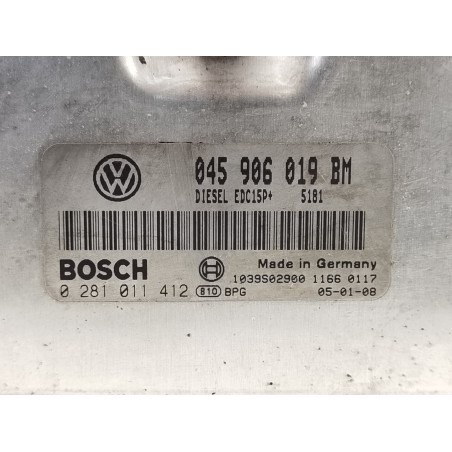 045 906 019 BM
DIESEL EDC15P+ 5181
BOSCH
Made in Germany
1039S02900 1166 0117
0 281 011 412 810 BPG 05-01-08